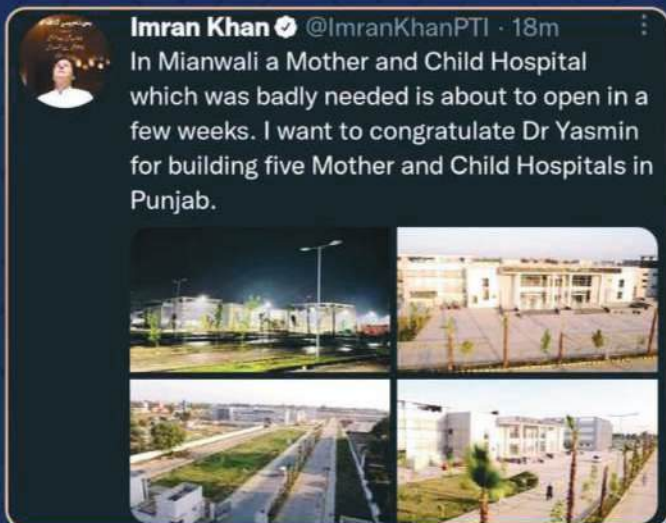 Imran Khan @ImranKhanPTI · 18m
In Mianwali a Mother and Child Hospital
which was badly needed is about to open in a
few weeks. I want to congratulate Dr Yasmin
for building five Mother and Child Hospitals in
Punjab.